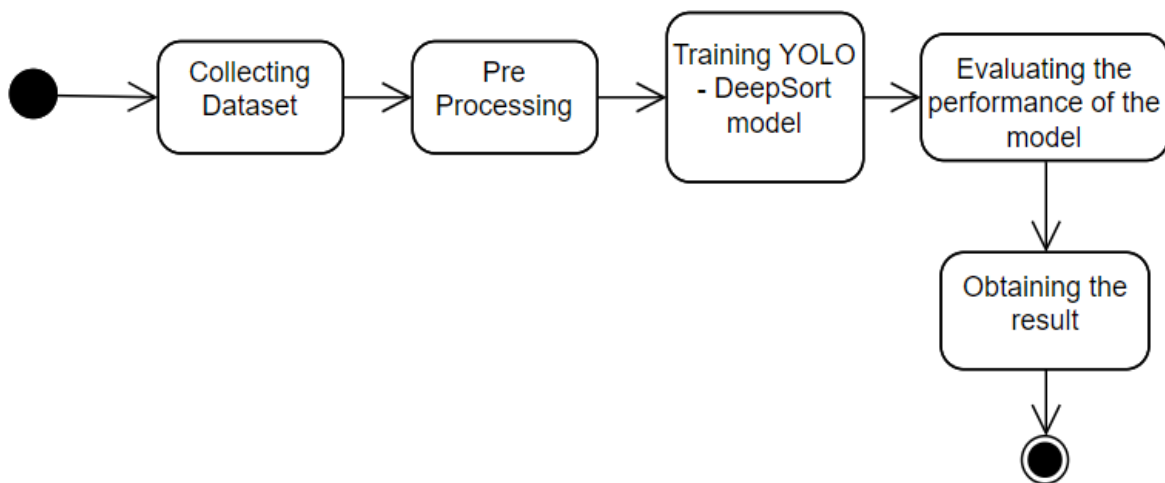 Collecting
Dataset
Pre
Processing
Training YOLO
- DeepSort
model
Evaluating the
performance of the
model
Obtaining the
result